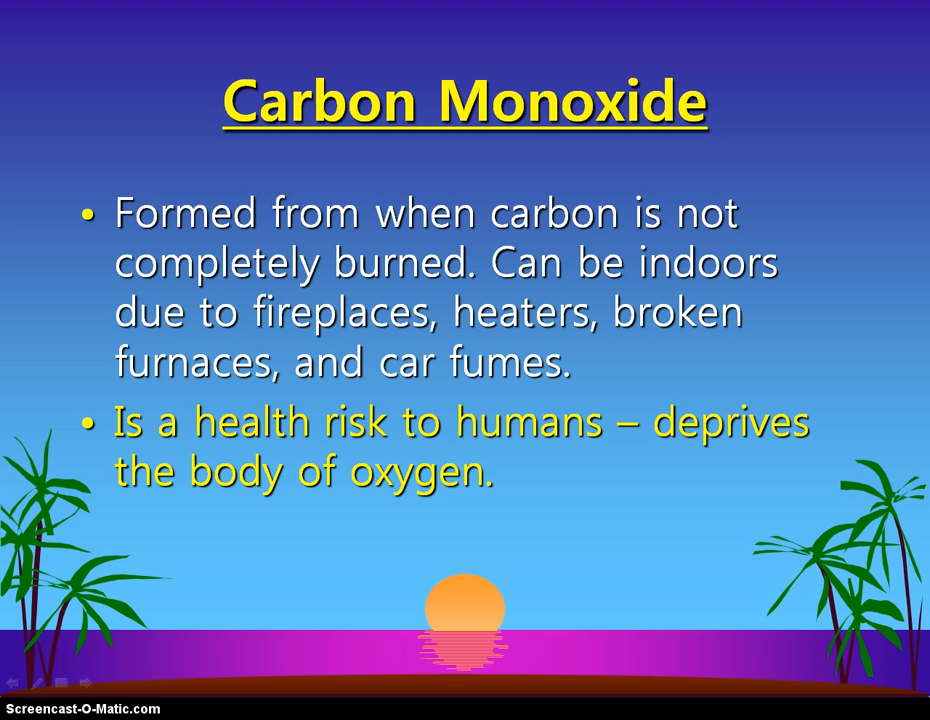 Carbon Monoxide
• Formed from when carbon is not
completely burned. Can be indoors
due to fireplaces, heaters, broken
furnaces, and car fumes.
• Is a health risk to humans – deprives
the body of oxygen.
Screencast-O-Matic.com